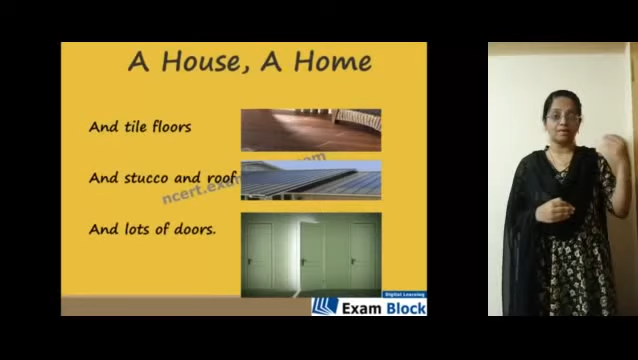 A House, A Home
And tile floors
And stucco and roof
ncert.exam
com
And lots of doors.
Digital Learning
Exam Block